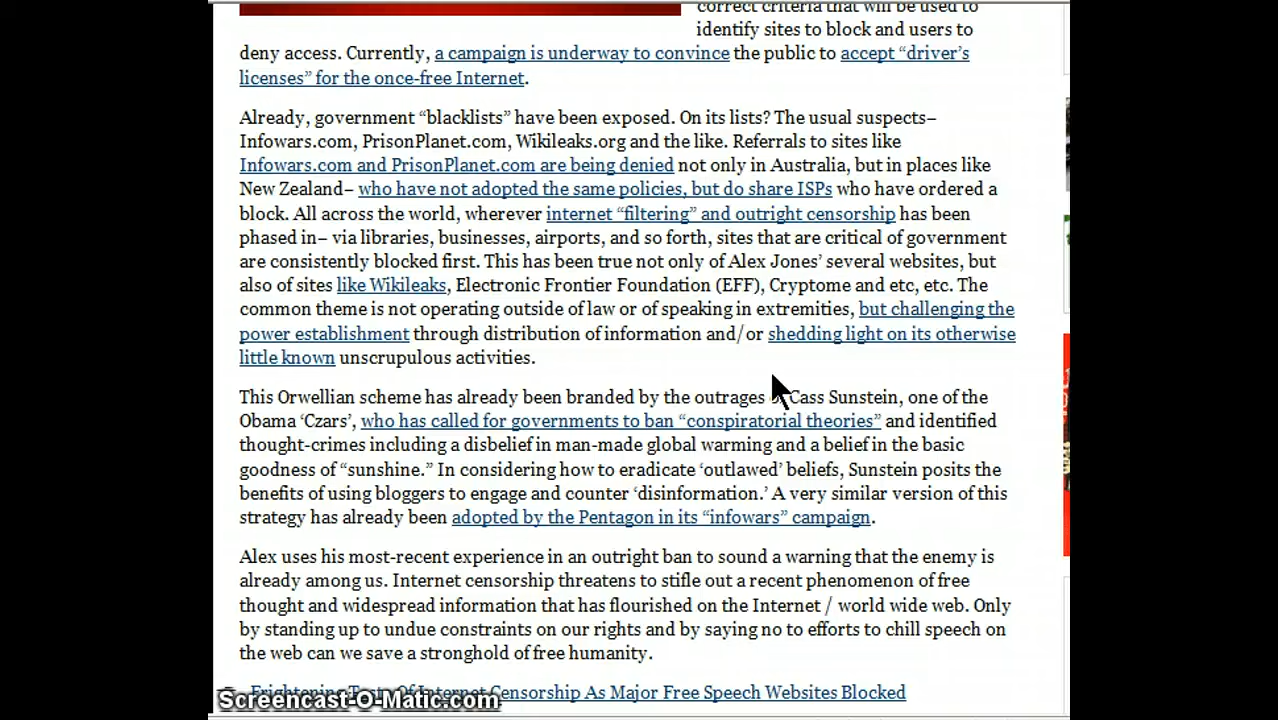 correct criteria that will be used to
identify sites to block and users to
deny access. Currently, a campaign is underway to convince the public to accept “driver’s
licenses” for the once-free Internet.
Already, government “blacklists” have been exposed. On its lists? The usual suspects–
Infowars.com, PrisonPlanet.com, Wikileaks.org and the like. Referrals to sites like
Infowars.com and PrisonPlanet.com are being denied not only in Australia, but in places like
New Zealand– who have not adopted the same policies, but do share ISPs who have ordered a
block. All across the world, wherever internet “filtering” and outright censorship has been
phased in– via libraries, businesses, airports, and so forth, sites that are critical of government
are consistently blocked first. This has been true not only of Alex Jones’ several websites, but
also of sites like Wikileaks, Electronic Frontier Foundation (EFF), Cryptome and etc, etc. The
common theme is not operating outside of law or of speaking in extremities, but challenging the
power establishment through distribution of information and/or shedding light on its otherwise
little known unscrupulous activities.
This Orwellian scheme has already been branded by the outrages Cass Sunstein, one of the
Obama ‘Czars’, who has called for governments to ban “conspiratorial theories” and identified
thought-crimes including a disbelief in man-made global warming and a belief in the basic
goodness of “sunshine.” In considering how to eradicate ‘outlawed’ beliefs, Sunstein posits the
benefits of using bloggers to engage and counter ‘disinformation.’ A very similar version of this
strategy has already been adopted by the Pentagon in its “infowars” campaign.
Alex uses his most-recent experience in an outright ban to sound a warning that the enemy is
already among us. Internet censorship threatens to stifle out a recent phenomenon of free
thought and widespread information that has flourished on the Internet / world wide web. Only
by standing up to undue constraints on our rights and by saying no to efforts to chill speech on
the web can we save a stronghold of free humanity.
Frightening Tests Of Internet Censorship As Major Free Speech Websites Blocked
Screencast-O-Matic.com